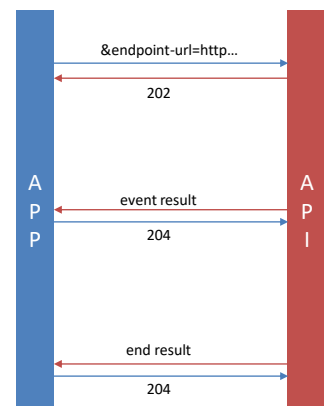 &endpoint-url=http...
202
A
P
P
A
P
I
event result
204
end result
204